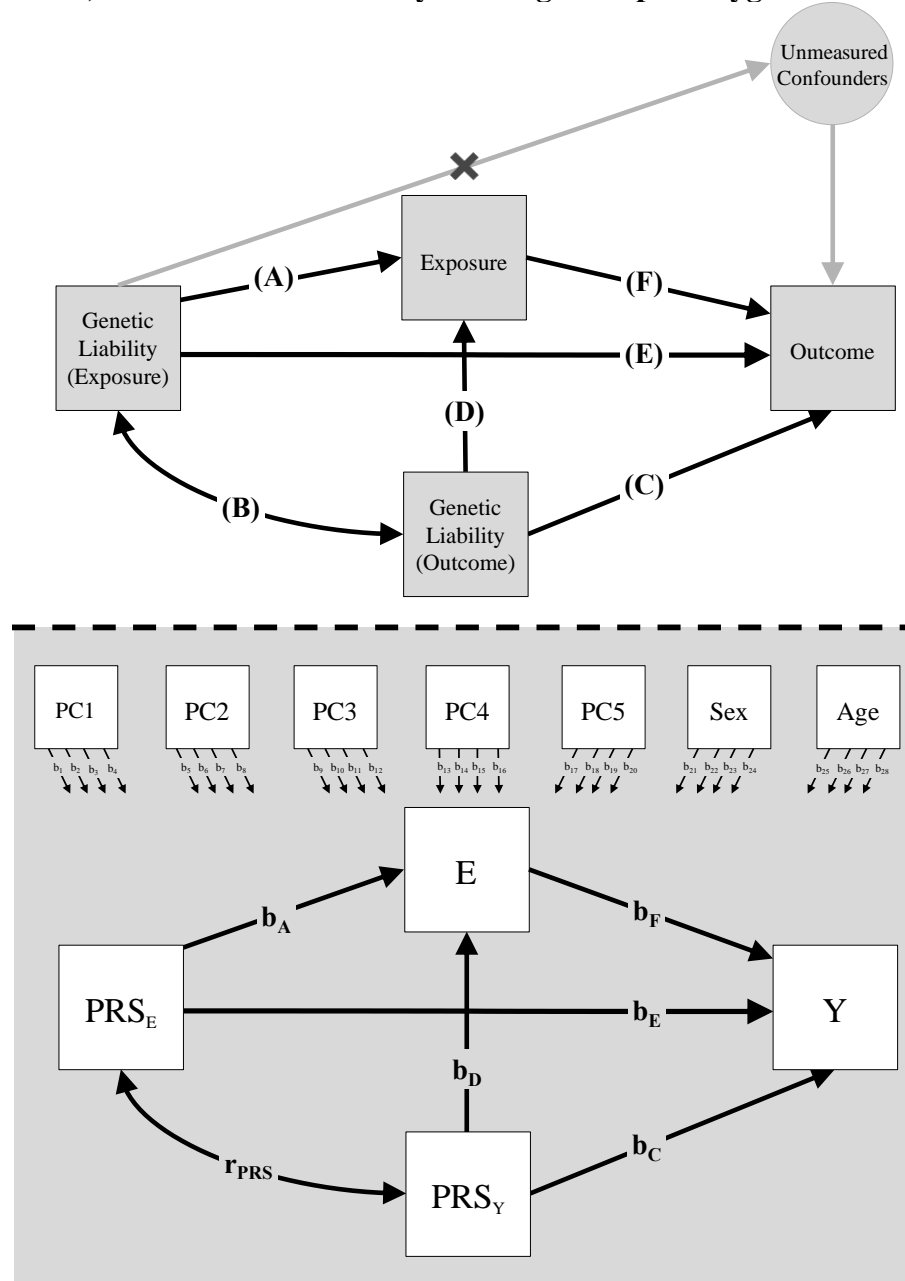 Unmeasured
Confounders
Exposure
(A)
(F)
Genetic
Liability
(Exposure)
(E)
Outcome
(D)
(B)
(C)
Genetic
Liability
(Outcome)
PC1
PC2
PC3
PC4
PC5
Sex
Age
b1 b2 b3 b4
b5 b6 b7 b8
b9 b10 b11 b12
b13 b14 b15 b16
b17 b18 b19 b20
b21 b22 b23 b24
b25 b26 b27 b28
E
bA
bF
PRSE
bE
Y
bD
rPRS
bC
PRSY